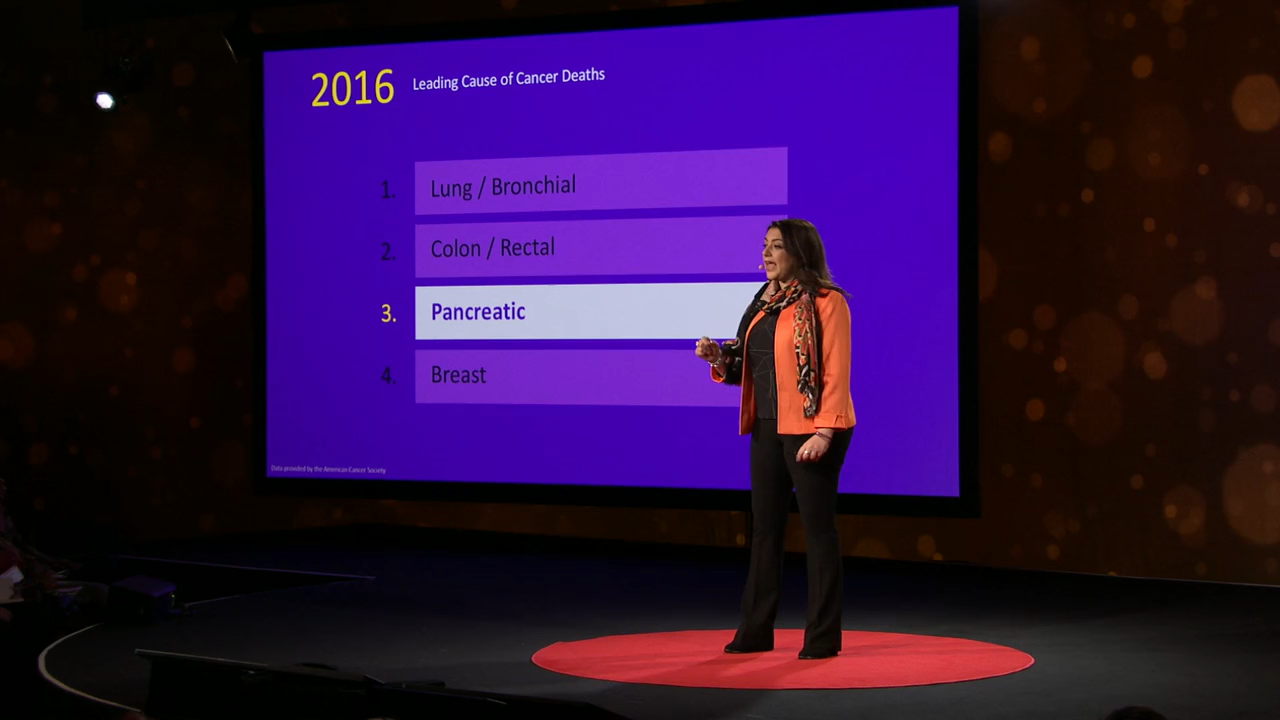 2016 Leading Cause of Cancer Deaths
1. Lung / Bronchial
2. Colon / Rectal
3. Pancreatic
4. Breast
Data provided by the American Cancer Society